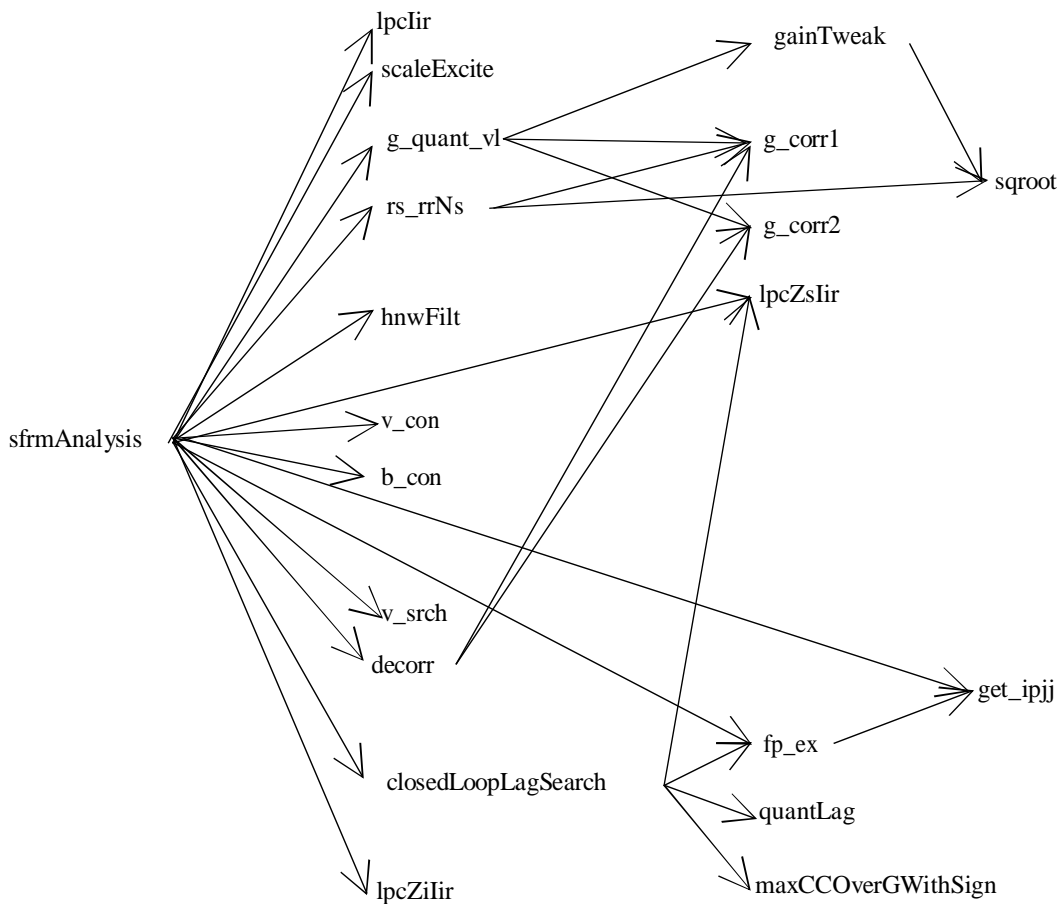 lpcIir
gainTweak
scaleExcite
g_quant_vl
g_corr1
sqroot
rs_rrNs
g_corr2
lpcZsIir
hnwFilt
v_con
sfrmAnalysis
b_con
v_srch
decorr
get_ipjj
fp_ex
closedLoopLagSearch
quantLag
lpcZiIir
maxCCOverGWithSign